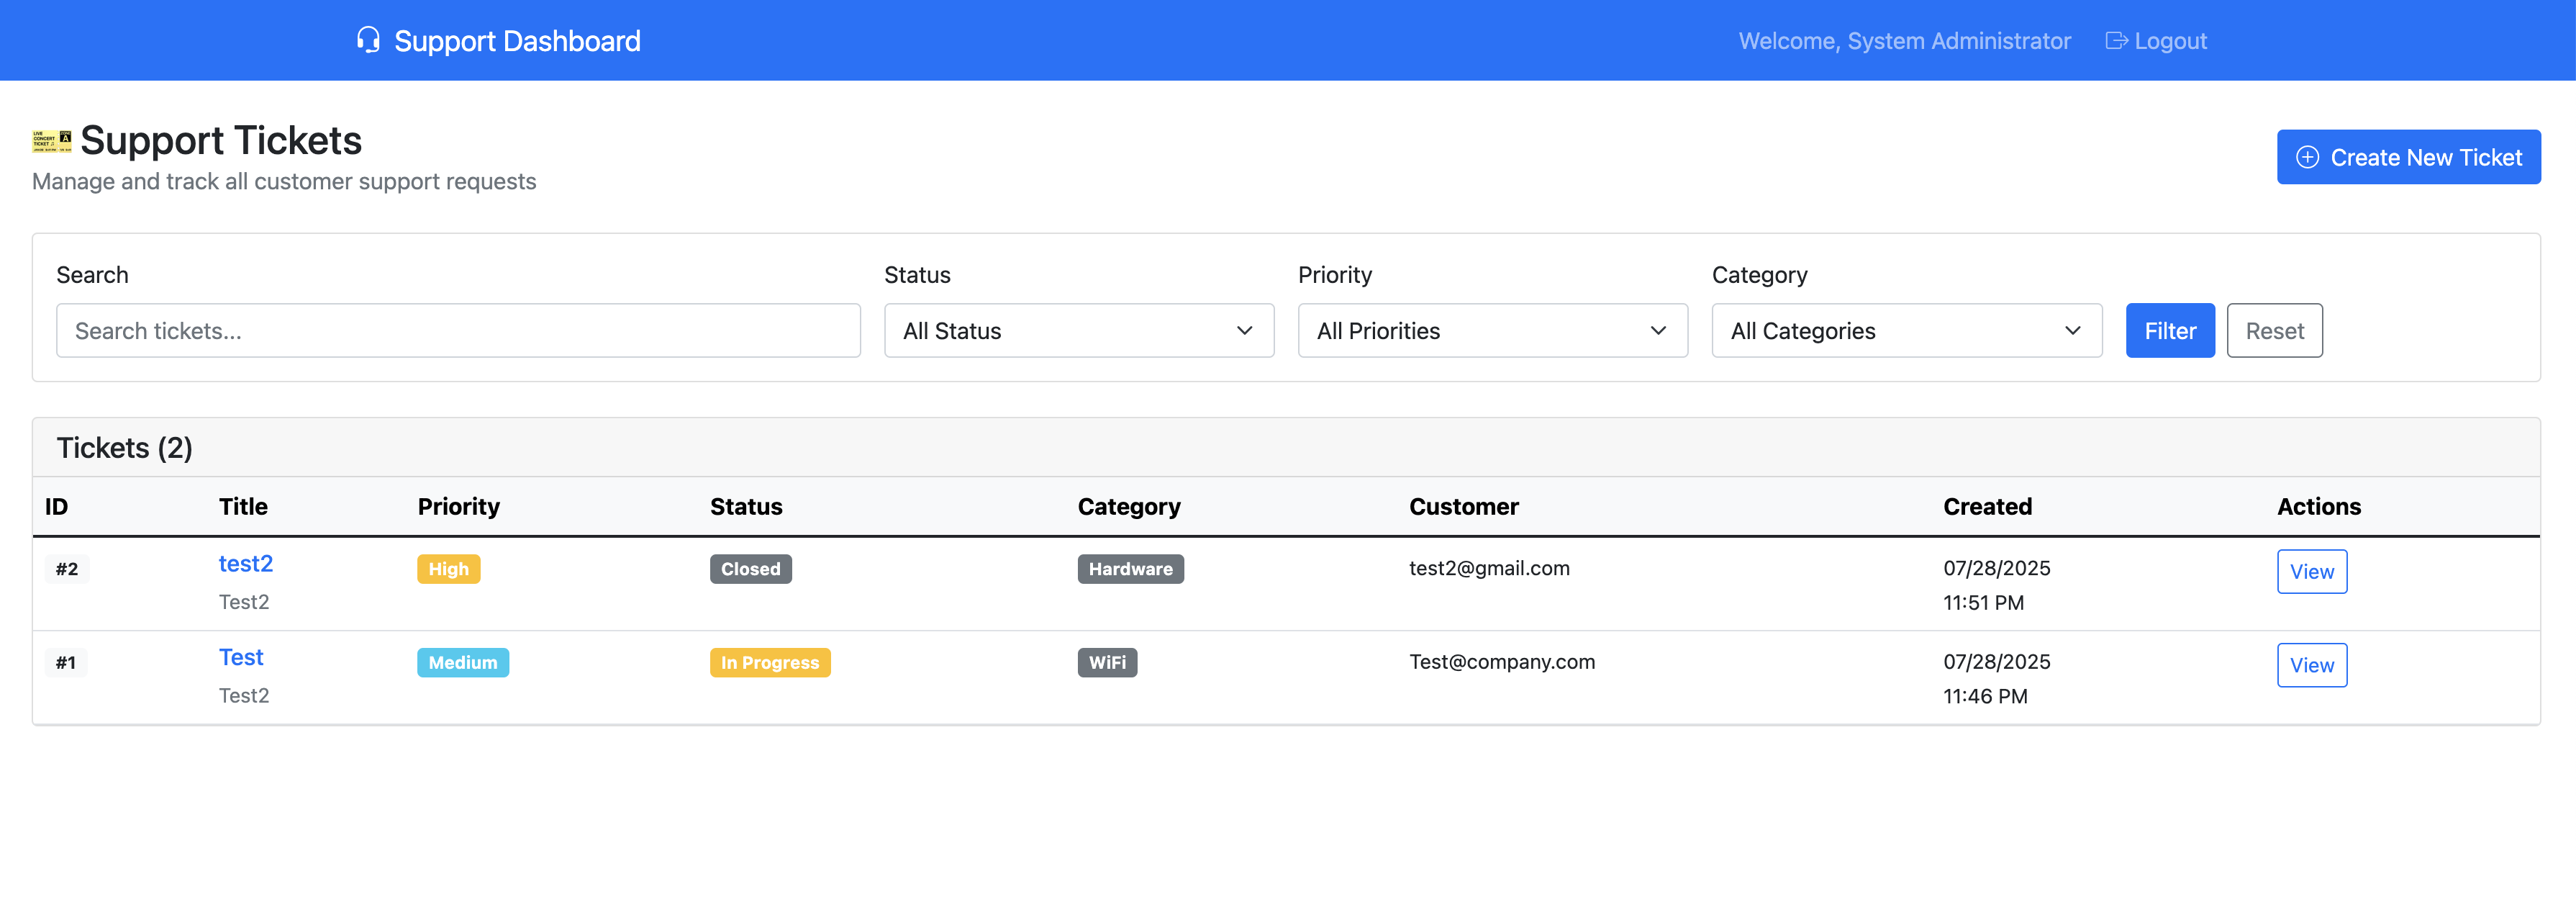 Support Dashboard
Welcome, System Administrator
Logout
LIVE CONCERT TICKET
A
Support Tickets
Create New Ticket
Manage and track all customer support requests
Search
Status
Priority
Category
Search tickets...
All Status
All Priorities
All Categories
Filter
Reset
Tickets (2)
ID Title Priority Status Category Customer Created Actions
#2 test2 High Closed Hardware test2@gmail.com 07/28/2025 View
Test2 11:51 PM
#1 Test Medium In Progress WiFi Test@company.com 07/28/2025 View
Test2 11:46 PM